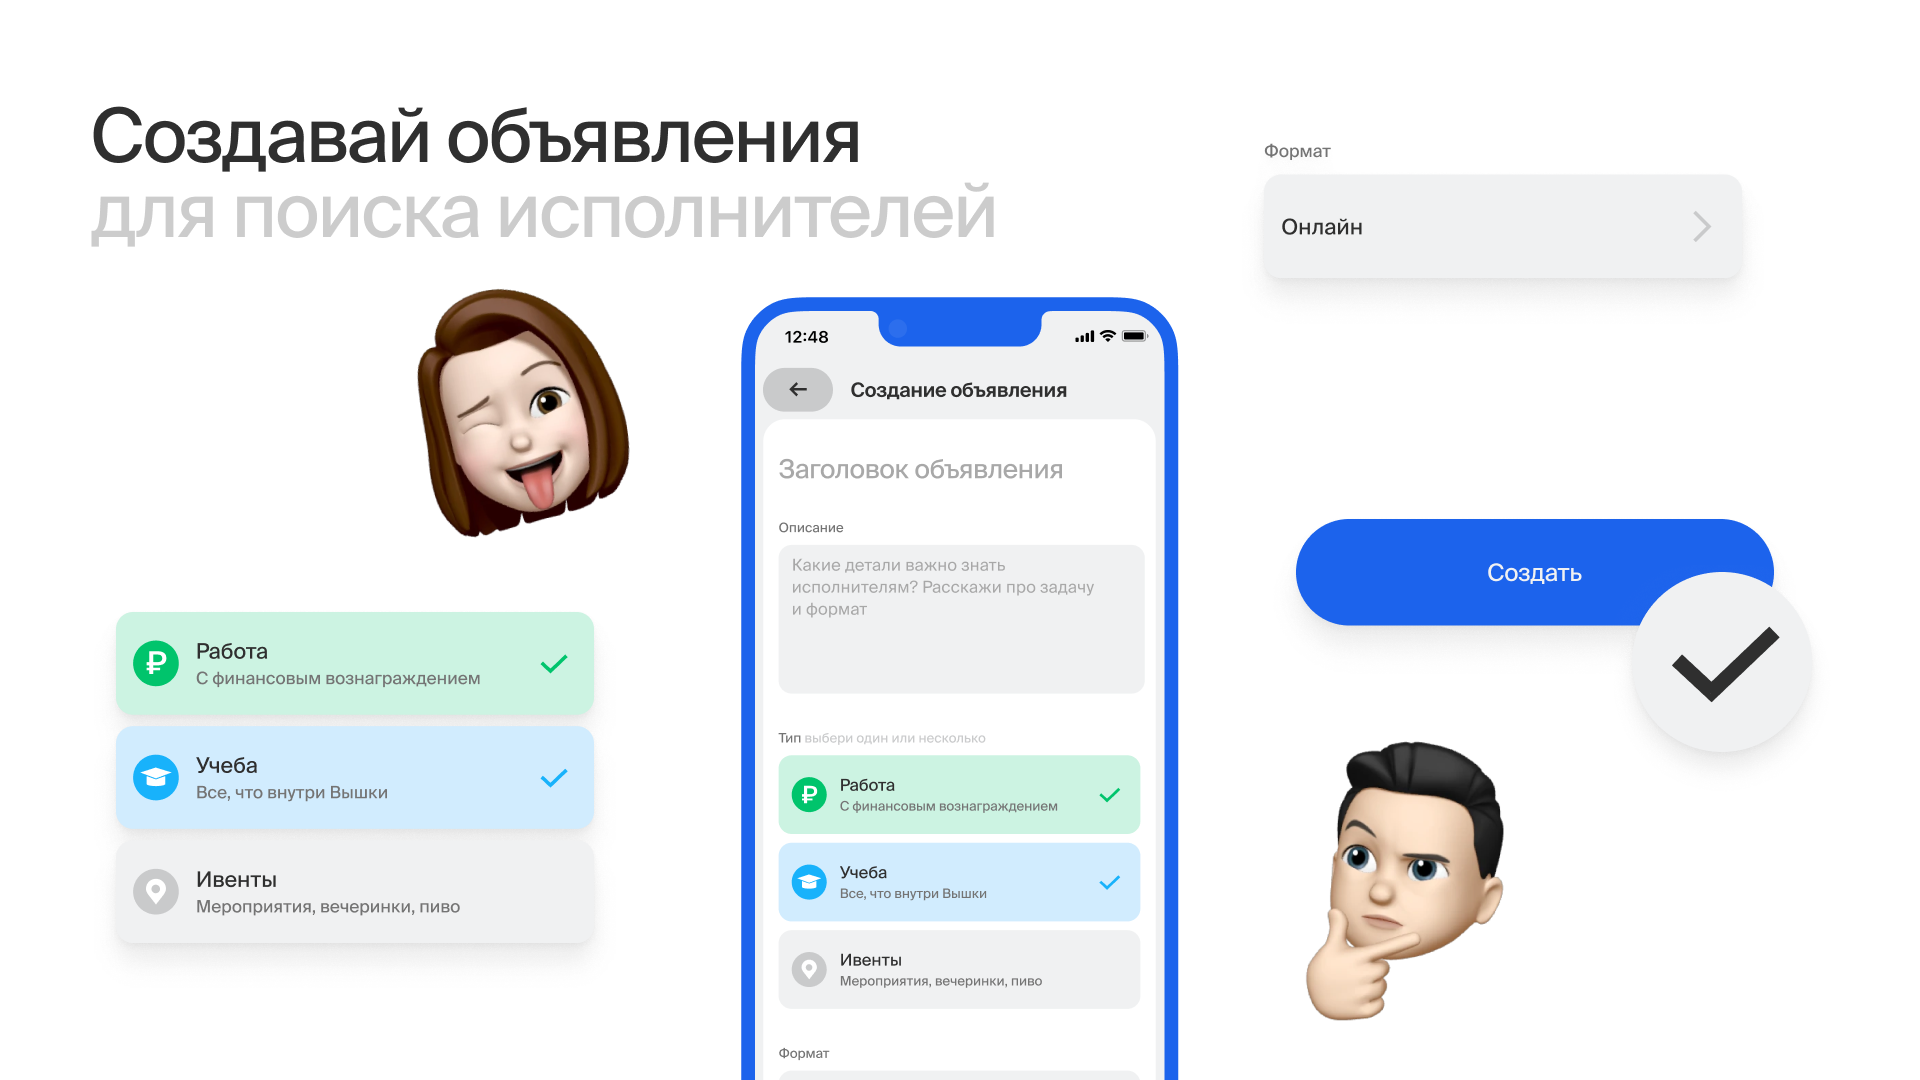 Создавай объявления
для поиска исполнителей
Формат
Онлайн
12:48
Создание объявления
Заголовок объявления
Описание
Какие детали важно знать
исполнителям? Расскажи про задачу
и формат
Создать
Работа
С финансовым вознаграждением
Учеба
Все, что внутри Вышки
Ивенты
Мероприятия, вечеринки, пиво
Тип выбери один или несколько
Работа
С финансовым вознаграждением
Учеба
Все, что внутри Вышки
Ивенты
Мероприятия, вечеринки, пиво
Формат